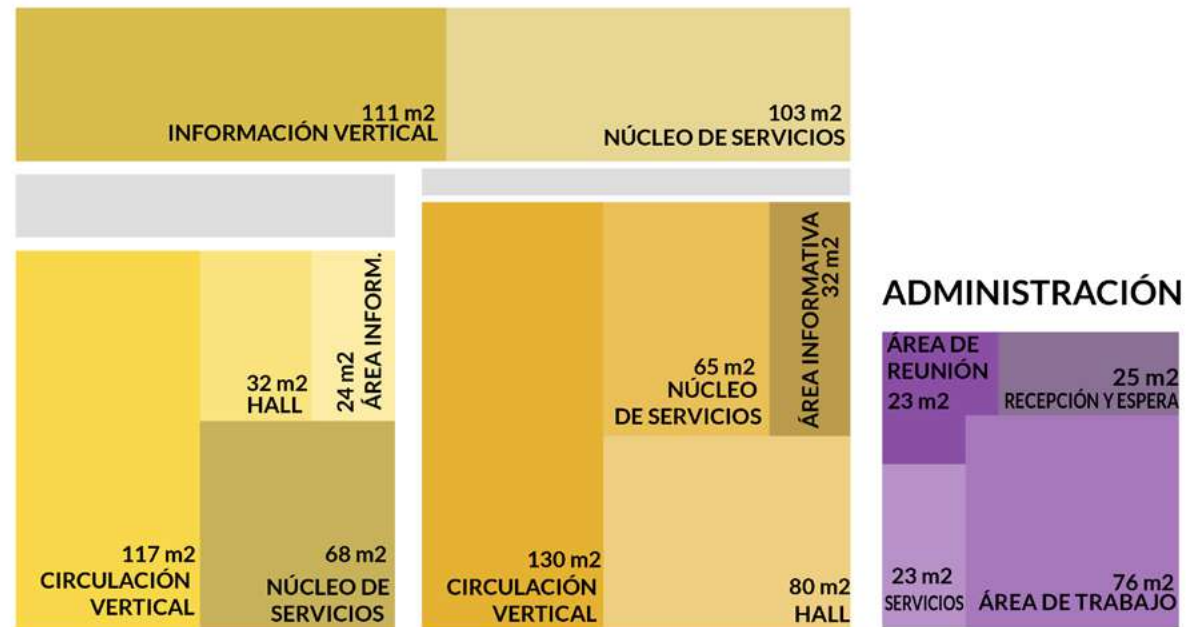 111 m2
INFORMACIÓN VERTICAL
103 m2
NÚCLEO DE SERVICIOS
117 m2
CIRCULACIÓN
VERTICAL
32 m2
HALL
24 m2
ÁREA INFORM.
68 m2
NÚCLEO DE
SERVICIOS
130 m2
CIRCULACIÓN
VERTICAL
65 m2
NÚCLEO
DE SERVICIOS
ÁREA INFORMATIVA
32 m2
80 m2
HALL
ADMINISTRACIÓN
ÁREA DE
REUNIÓN
23 m2
25 m2
RECEPCIÓN Y ESPERA
23 m2
SERVICIOS
76 m2
ÁREA DE TRABAJO